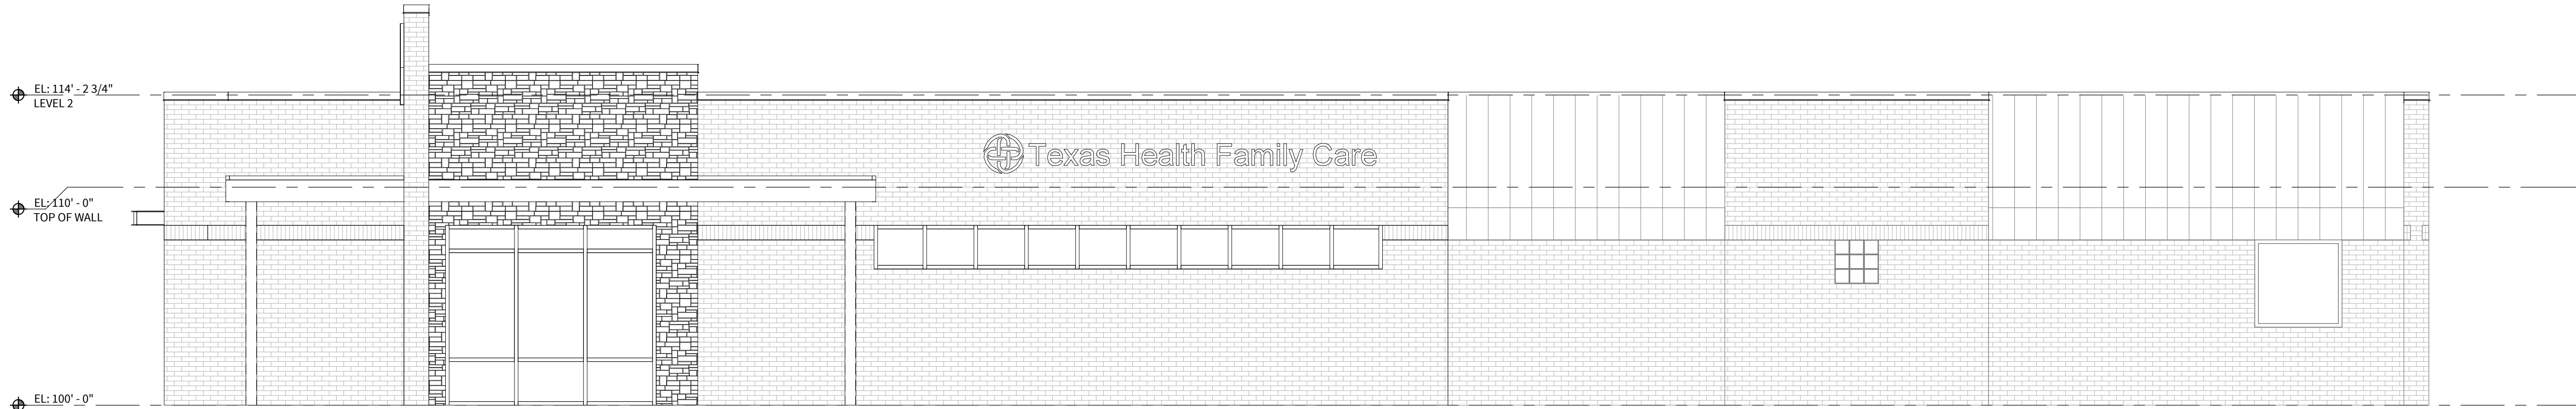 EL: 114' - 2 3/4"
LEVEL 2
Texas Health Family Care
EL: 110' - 0"
TOP OF WALL
EL: 100' - 0"